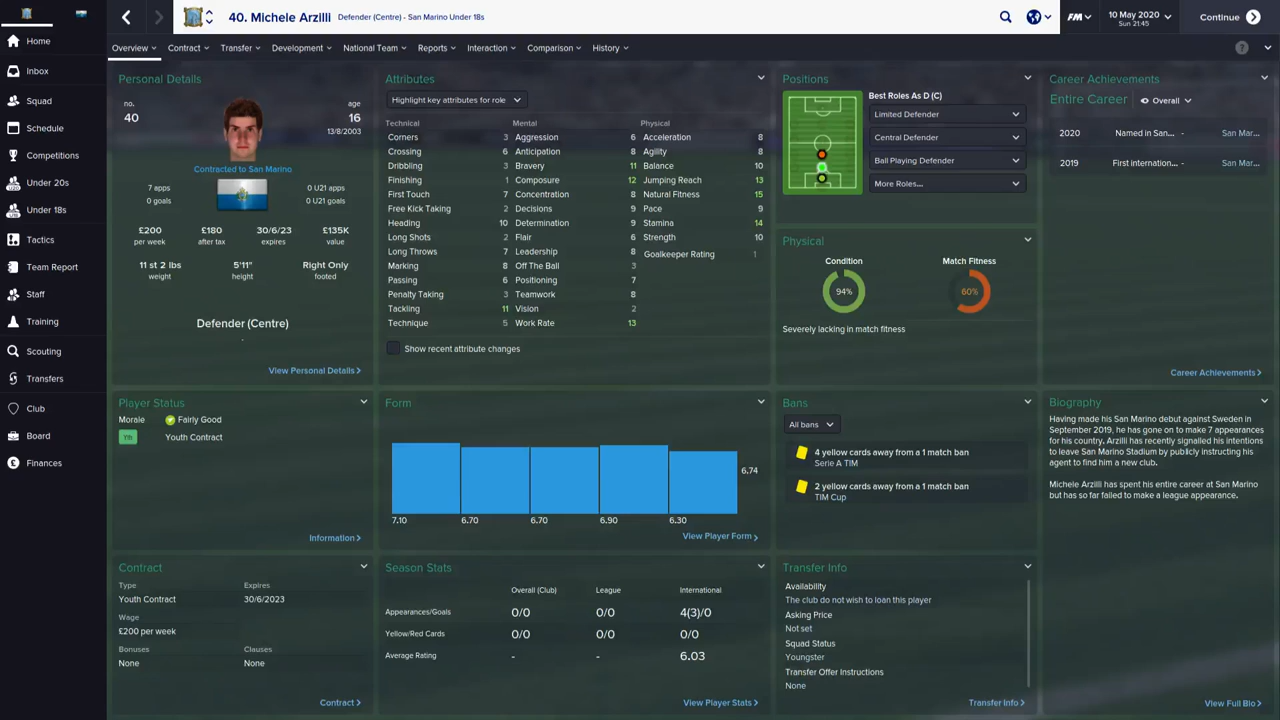 40. Michele Arzilli
Defender (Centre) - San Marino Under 18s
FM
10 May 2020
Sun 21:45
Continue
Home
Inbox
Squad
Schedule
Competitions
Under 20s
Under 18s
Tactics
Team Report
Staff
Training
Scouting
Transfers
Club
Board
Finances
Overview
Contract
Transfer
Development
National Team
Reports
Interaction
Comparison
History
?
Personal Details
no.
40
age
16
13/8/2003
Contracted to San Marino
7 apps
0 goals
0 U21 apps
0 U21 goals
£200
per week
£180
after tax
30/6/23
expires
£135K
value
11 st 2 lbs
weight
5'11"
height
Right Only
footed
Defender (Centre)
-
View Personal Details >
Attributes
Highlight key attributes for role
Technical
Mental
Physical
Corners 3 Aggression 6 Acceleration 8
Crossing 6 Anticipation 8 Agility 8
Dribbling 3 Bravery 11 Balance 10
Finishing 1 Composure 12 Jumping Reach 13
First Touch 7 Concentration 8 Natural Fitness 15
Free Kick Taking 2 Decisions 9 Pace 9
Heading 10 Determination 9 Stamina 14
Long Shots 2 Flair 6 Strength 10
Long Throws 7 Leadership 8 Goalkeeper Rating 1
Marking 8 Off The Ball 3
Passing 6 Positioning 7
Penalty Taking 3 Teamwork 8
Tackling 11 Vision 2
Technique 5 Work Rate 13
Show recent attribute changes
Positions
Best Roles As D (C)
Limited Defender
Central Defender
Ball Playing Defender
More Roles...
Physical
Condition
Match Fitness
94%
60%
Severely lacking in match fitness
Career Achievements
Entire Career
Overall
2020 Named in San... - San Mar...
2019 First internation... - San Mar...
Career Achievements >
Player Status
Morale Fairly Good
Yth Youth Contract
Information >
Form
6.74
7.10 6.70 6.70 6.90 6.30
View Player Form >
Bans
All bans
4 yellow cards away from a 1 match ban
Serie A TIM
2 yellow cards away from a 1 match ban
TIM Cup
Biography
Having made his San Marino debut against Sweden in
September 2019, he has gone on to make 7 appearances
for his country. Arzilli has recently signalled his intentions
to leave San Marino Stadium by publicly instructing his
agent to find him a new club.
Michele Arzilli has spent his entire career at San Marino
but has so far failed to make a league appearance.
View Full Bio >
Contract
Type
Youth Contract
Expires
30/6/2023
Wage
£200 per week
Bonuses
None
Clauses
None
Contract >
Season Stats
Overall (Club) League International
Appearances/Goals 0/0 0/0 4(3)/0
Yellow/Red Cards 0/0 0/0 0/0
Average Rating - - 6.03
View Player Stats >
Transfer Info
Availability
The club do not wish to loan this player
Asking Price
Not set
Squad Status
Youngster
Transfer Offer Instructions
None
Transfer Info >